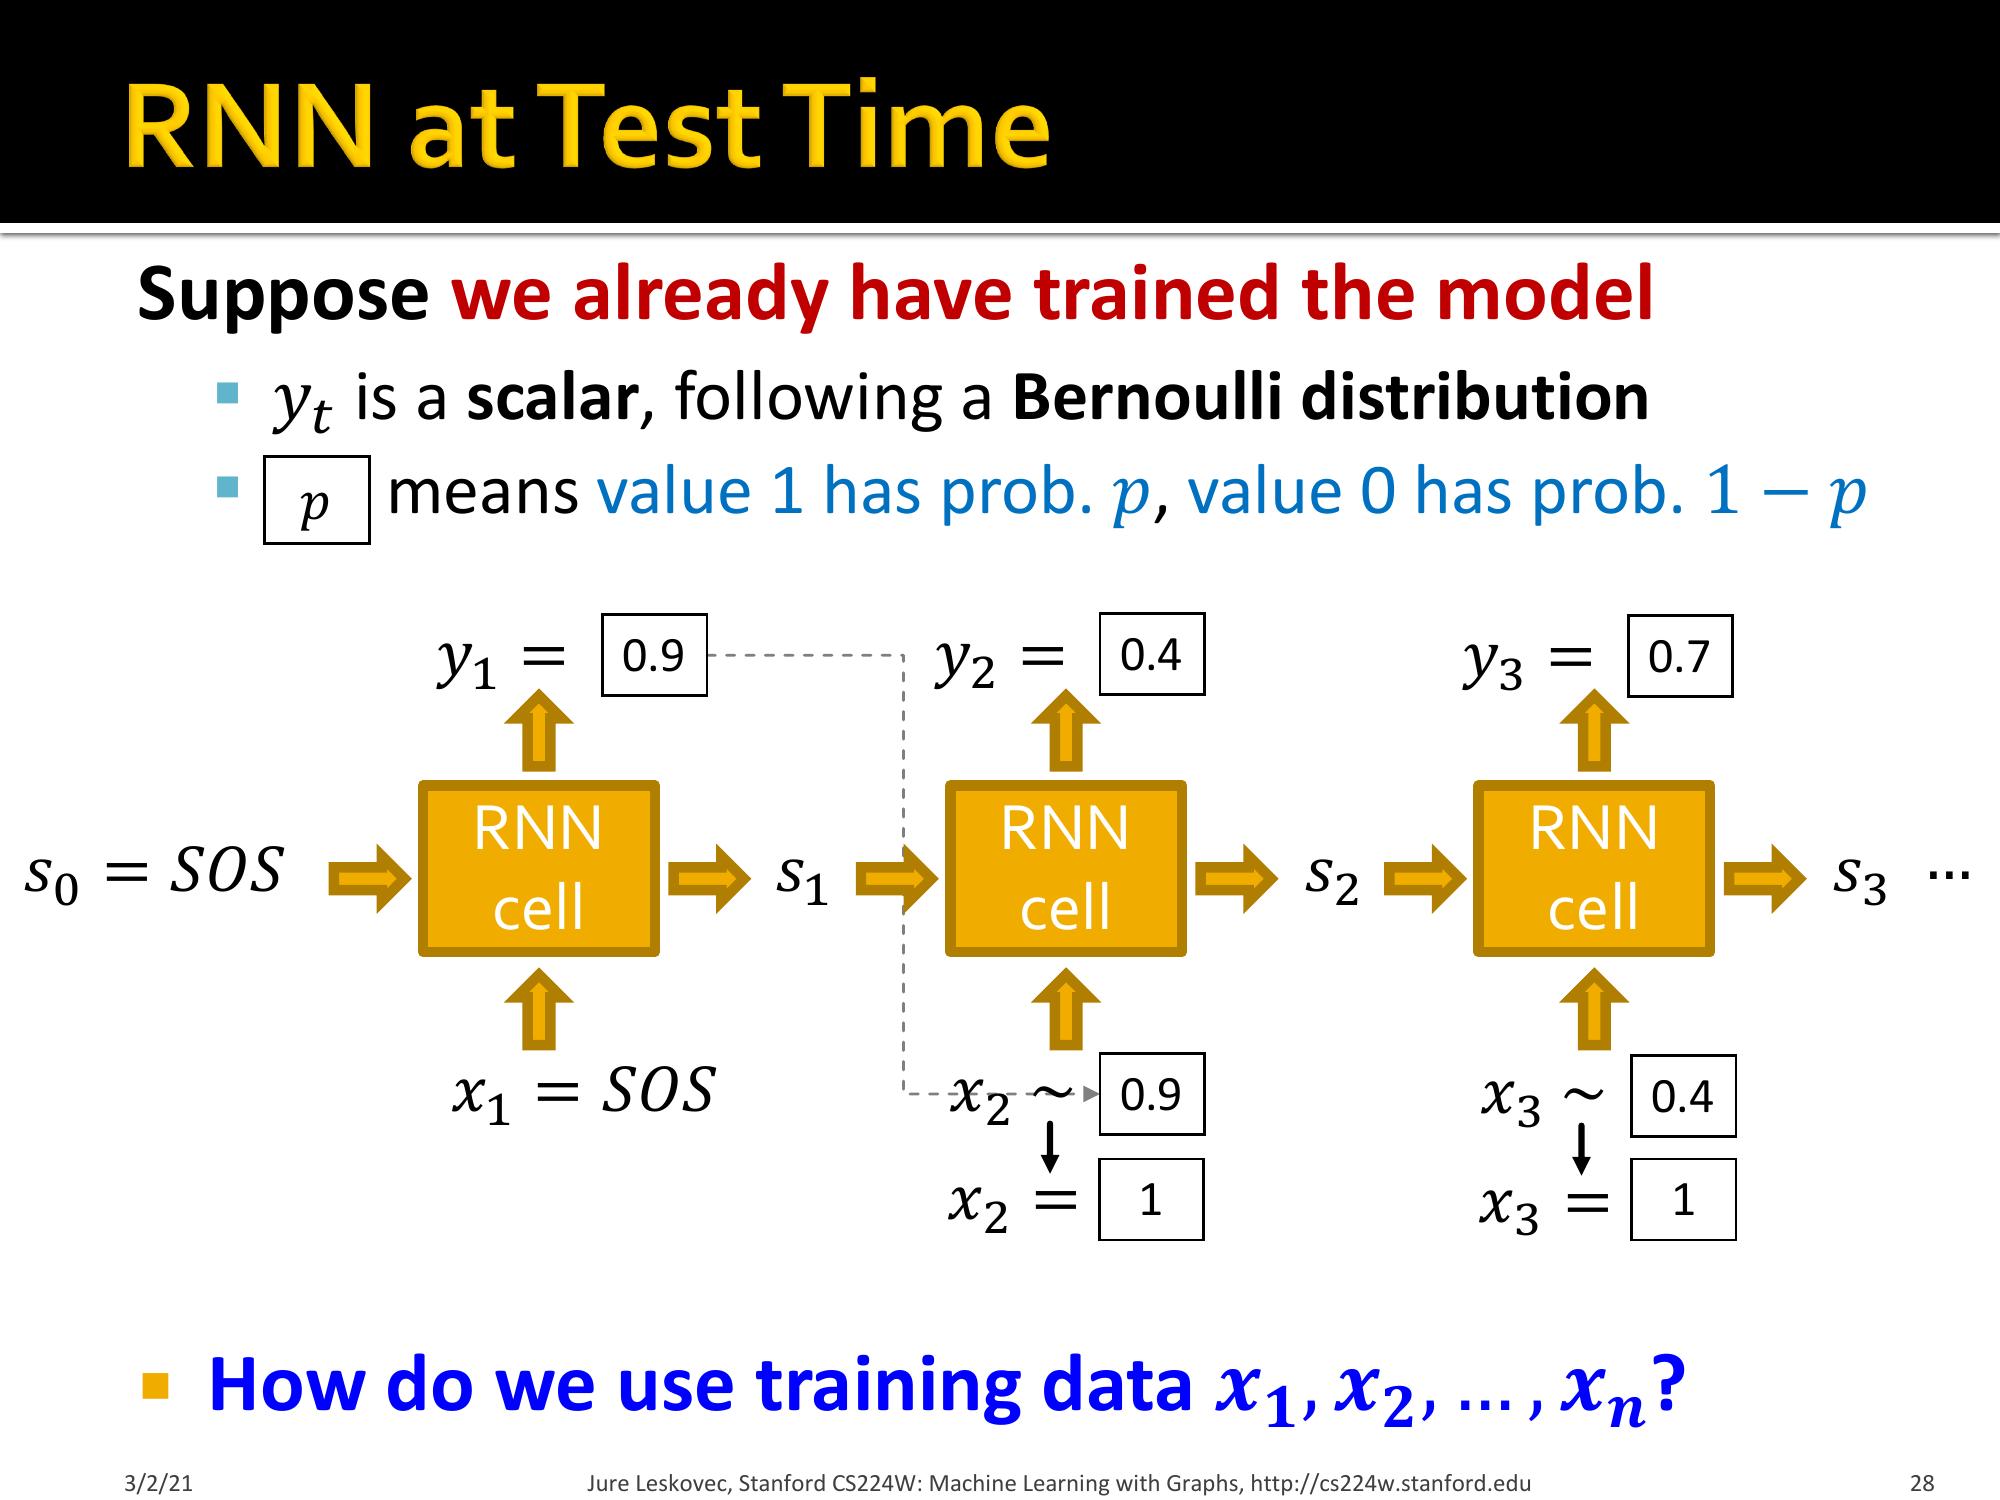 RNN at Test Time
Suppose we already have trained the model
y_t is a scalar, following a Bernoulli distribution
p means value 1 has prob. p, value 0 has prob. 1 − p
y_1 = 0.9
y_2 = 0.4
y_3 = 0.7
s_0 = SOS
RNN cell
s_1
RNN cell
s_2
RNN cell
s_3 ...
x_1 = SOS
x_2 ~ 0.9
x_3 ~ 0.4
x_2 = 1
x_3 = 1
How do we use training data x_1, x_2, ..., x_n?
3/2/21
Jure Leskovec, Stanford CS224W: Machine Learning with Graphs, http://cs224w.stanford.edu
28